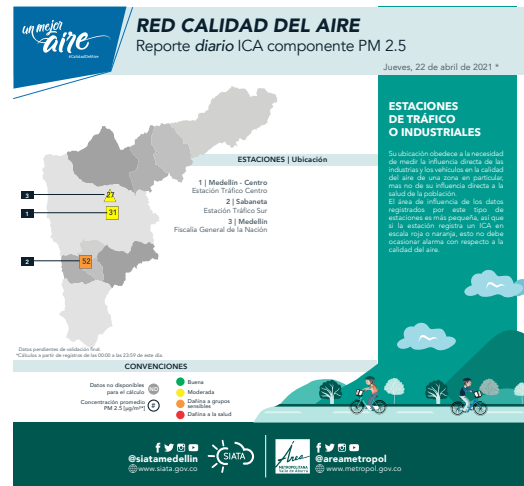 un mejor
aire
#CalidadDelAire
RED CALIDAD DEL AIRE
Reporte diario ICA componente PM 2.5
Jueves, 22 de abril de 2021 *
ESTACIONES
DE TRÁFICO
O INDUSTRIALES
Su ubicación obedece a la necesidad
de medir la influencia directa de las
industrias y los vehículos en la calidad
del aire de una zona en particular,
mas no de su influencia directa a la
salud de la población.
El área de influencia de los datos
registrados por este tipo de
estaciones es más pequeña, así que
si la estación registra un ICA en
escala roja o naranja, esto no debe
ocasionar alarma con respecto a la
calidad del aire.
ESTACIONES | Ubicación
1 | Medellín - Centro
Estación Tráfico Centro
2 | Sabaneta
Estación Tráfico Sur
3 | Medellín
Fiscalía General de la Nación
3
27
1
31
2
52
Datos pendientes de validación final.
*Cálculos a partir de registros de las 00:00 a las 23:59 de este día.
CONVENCIONES
Datos no disponibles
para el cálculo
ND
Concentración promedio
PM 2.5 [µg/m³*]
#
Buena
Moderada
Dañina a grupos
sensibles
Dañina a la salud
@siatamedellin
www.siata.gov.co
SIATA
Área
METROPOLITANA
Valle de Aburrá
@areametropol
www.metropol.gov.co